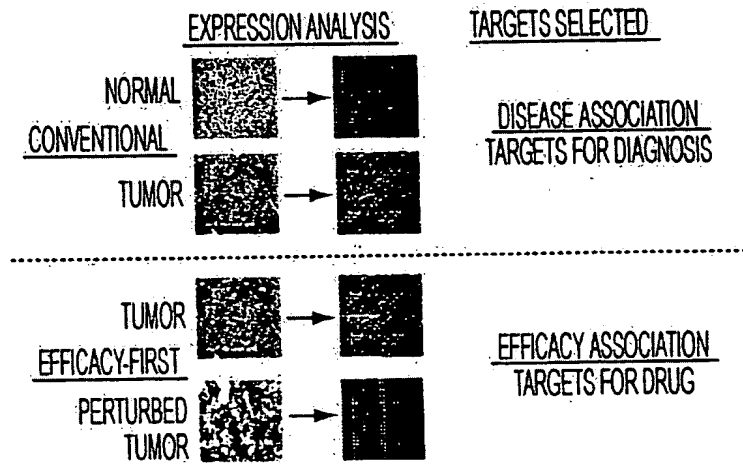 EXPRESSION ANALYSIS
TARGETS SELECTED
NORMAL
CONVENTIONAL
TUMOR
DISEASE ASSOCIATION
TARGETS FOR DIAGNOSIS
TUMOR
EFFICACY-FIRST
PERTURBED
TUMOR
EFFICACY ASSOCIATION
TARGETS FOR DRUG